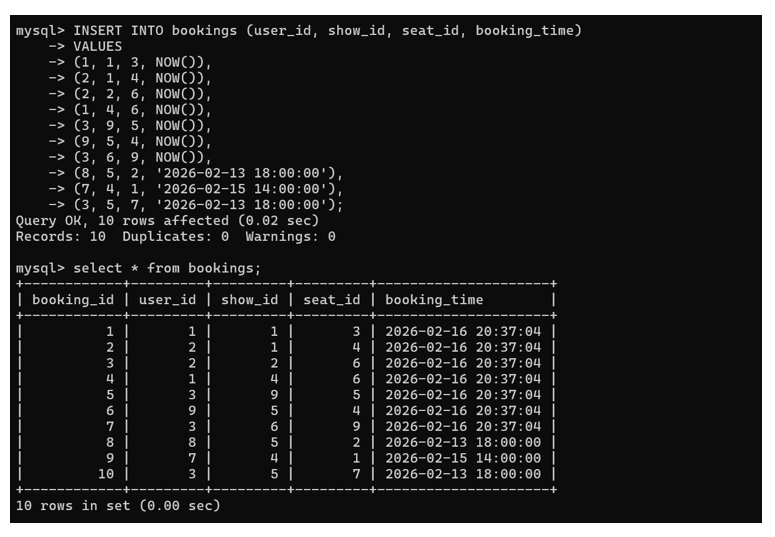 mysql> INSERT INTO bookings (user_id, show_id, seat_id, booking_time)
    -> VALUES
    -> (1, 1, 3, NOW()),
    -> (2, 1, 4, NOW()),
    -> (2, 2, 6, NOW()),
    -> (1, 4, 6, NOW()),
    -> (3, 9, 5, NOW()),
    -> (9, 5, 4, NOW()),
    -> (3, 6, 9, NOW()),
    -> (8, 5, 2, '2026-02-13 18:00:00'),
    -> (7, 4, 1, '2026-02-15 14:00:00'),
    -> (3, 5, 7, '2026-02-13 18:00:00');
Query OK, 10 rows affected (0.02 sec)
Records: 10  Duplicates: 0  Warnings: 0

mysql> select * from bookings;
+------------+---------+---------+---------+---------------------+
| booking_id | user_id | show_id | seat_id | booking_time        |
+------------+---------+---------+---------+---------------------+
|          1 |       1 |       1 |       3 | 2026-02-16 20:37:04 |
|          2 |       2 |       1 |       4 | 2026-02-16 20:37:04 |
|          3 |       2 |       2 |       6 | 2026-02-16 20:37:04 |
|          4 |       1 |       4 |       6 | 2026-02-16 20:37:04 |
|          5 |       3 |       9 |       5 | 2026-02-16 20:37:04 |
|          6 |       9 |       5 |       4 | 2026-02-16 20:37:04 |
|          7 |       3 |       6 |       9 | 2026-02-16 20:37:04 |
|          8 |       8 |       5 |       2 | 2026-02-13 18:00:00 |
|          9 |       7 |       4 |       1 | 2026-02-15 14:00:00 |
|         10 |       3 |       5 |       7 | 2026-02-13 18:00:00 |
+------------+---------+---------+---------+---------------------+
10 rows in set (0.00 sec)